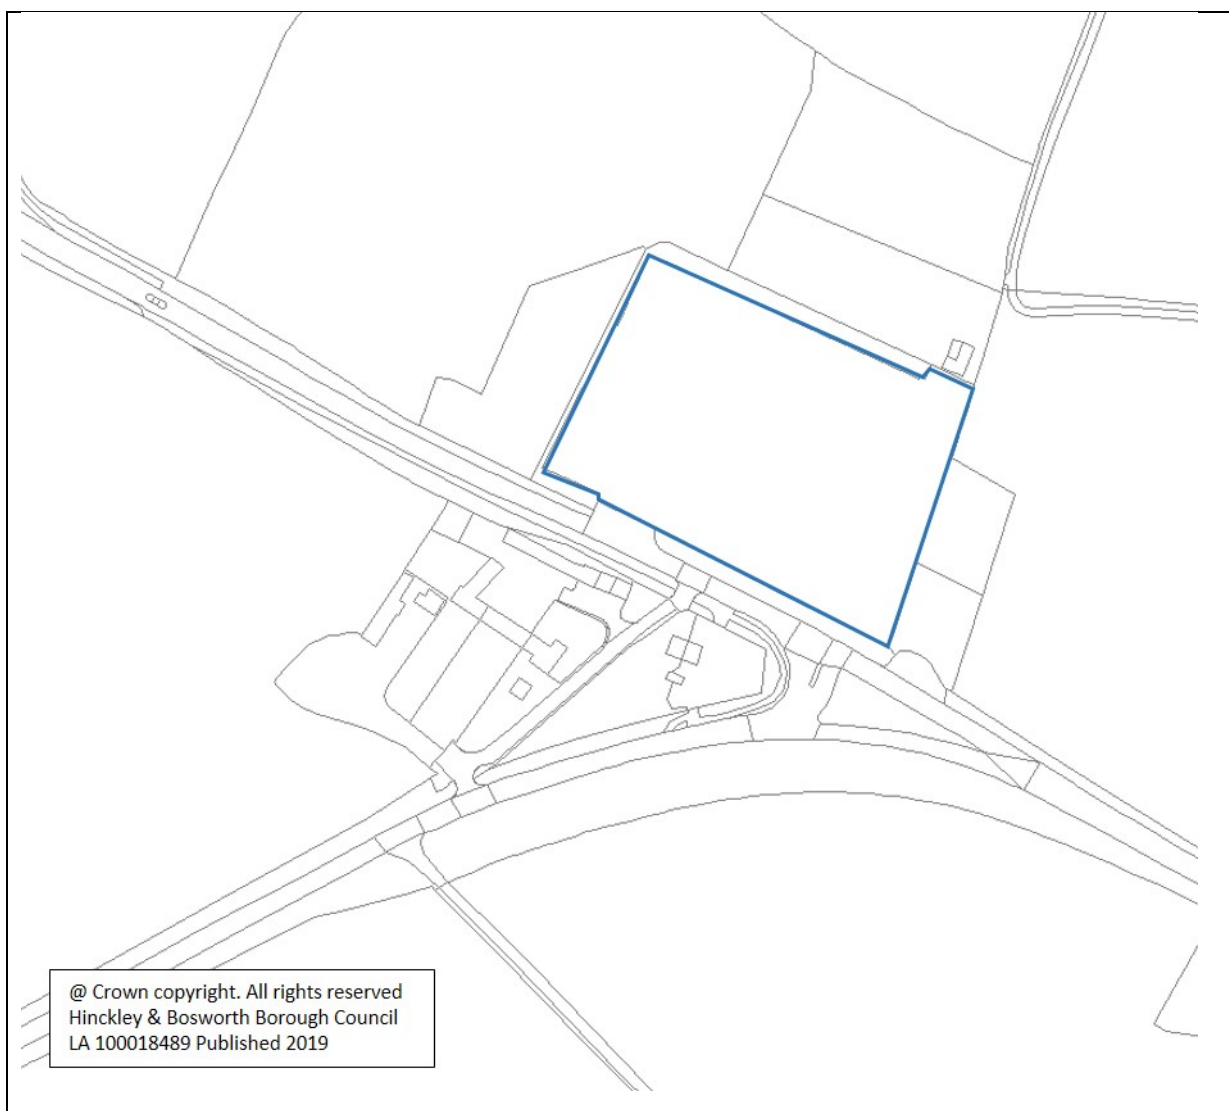 @ Crown copyright. All rights reserved
Hinckley & Bosworth Borough Council
LA 100018489 Published 2019